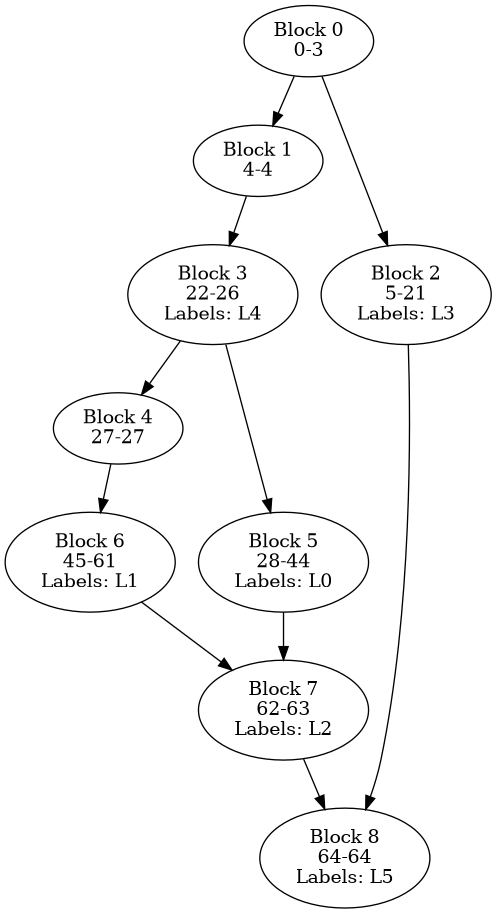 Block 0
0-3
Block 1
4-4
Block 3
22-26
Labels: L4
Block 2
5-21
Labels: L3
Block 4
27-27
Block 6
45-61
Labels: L1
Block 5
28-44
Labels: L0
Block 7
62-63
Labels: L2
Block 8
64-64
Labels: L5